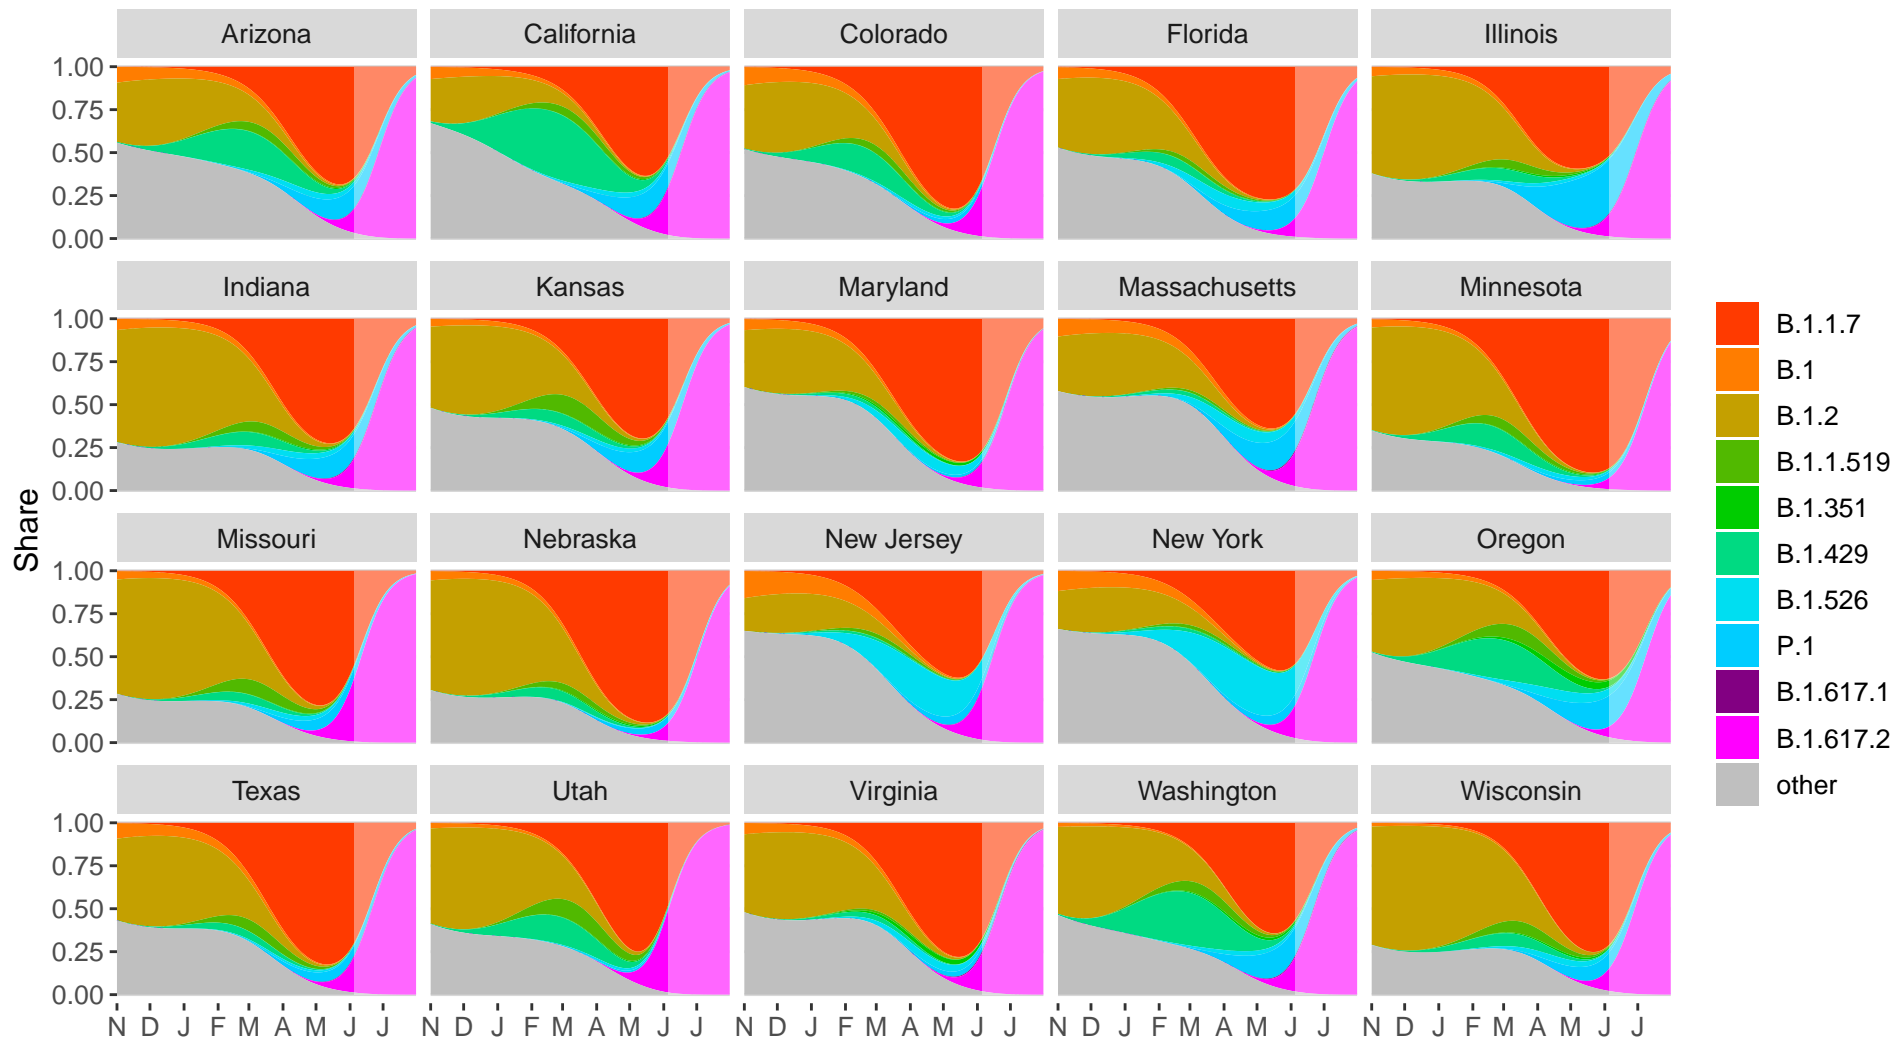 Arizona California Colorado Florida Illinois
1.00
0.75
0.50
0.25
0.00
Indiana Kansas Maryland Massachusetts Minnesota
1.00
0.75
0.50
0.25
0.00
Missouri Nebraska New Jersey New York Oregon
1.00
0.75
0.50
0.25
0.00
Texas Utah Virginia Washington Wisconsin
1.00
0.75
0.50
0.25
0.00
N D J F M A M J J N D J F M A M J J N D J F M A M J J N D J F M A M J J N D J F M A M J J
Share
B.1.1.7
B.1
B.1.2
B.1.1.519
B.1.351
B.1.429
B.1.526
P.1
B.1.617.1
B.1.617.2
other